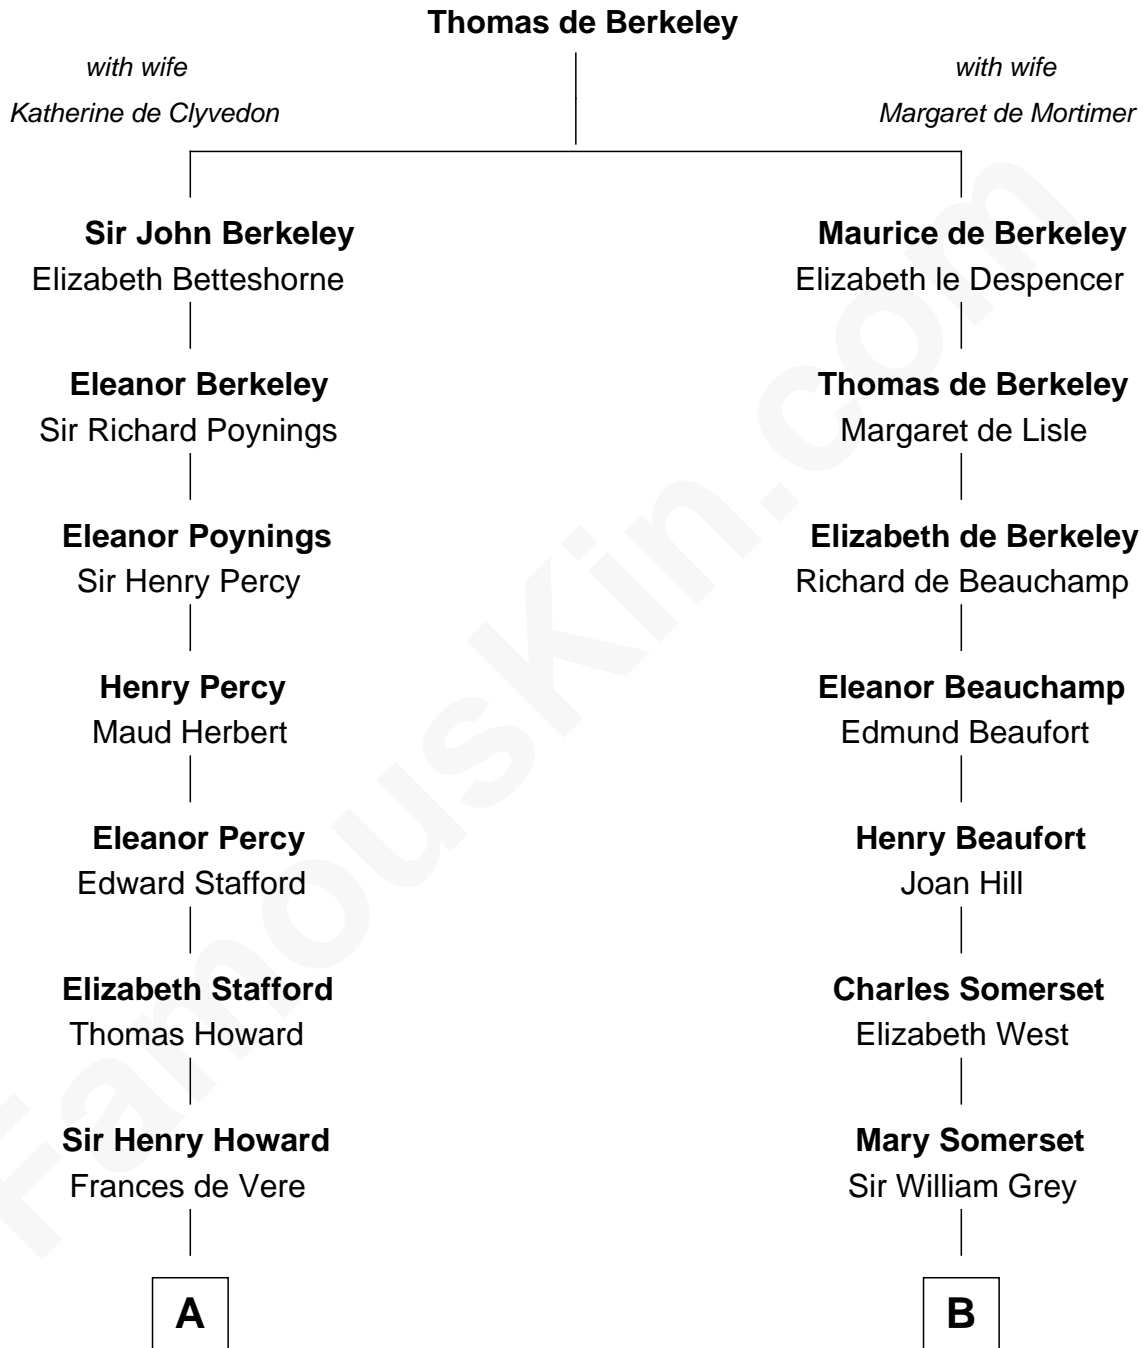 Thomas de Berkeley
with wife
Katherine de Clyvedon
with wife
Margaret de Mortimer
Sir John Berkeley
Elizabeth Betteshorne
Eleanor Berkeley
Sir Richard Poynings
Eleanor Poynings
Sir Henry Percy
Henry Percy
Maud Herbert
Eleanor Percy
Edward Stafford
Elizabeth Stafford
Thomas Howard
Sir Henry Howard
Frances de Vere
A
Maurice de Berkeley
Elizabeth le Despencer
Thomas de Berkeley
Margaret de Lisle
Elizabeth de Berkeley
Richard de Beauchamp
Eleanor Beauchamp
Edmund Beaufort
Henry Beaufort
Joan Hill
Charles Somerset
Elizabeth West
Mary Somerset
Sir William Grey
B
FamousKin.com